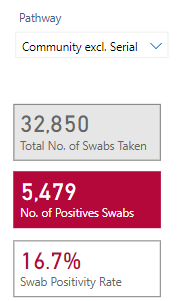 Pathway
Community excl. Serial
32,850
Total No. of Swabs Taken
5,479
No. of Positives Swabs
16.7%
Swab Positivity Rate